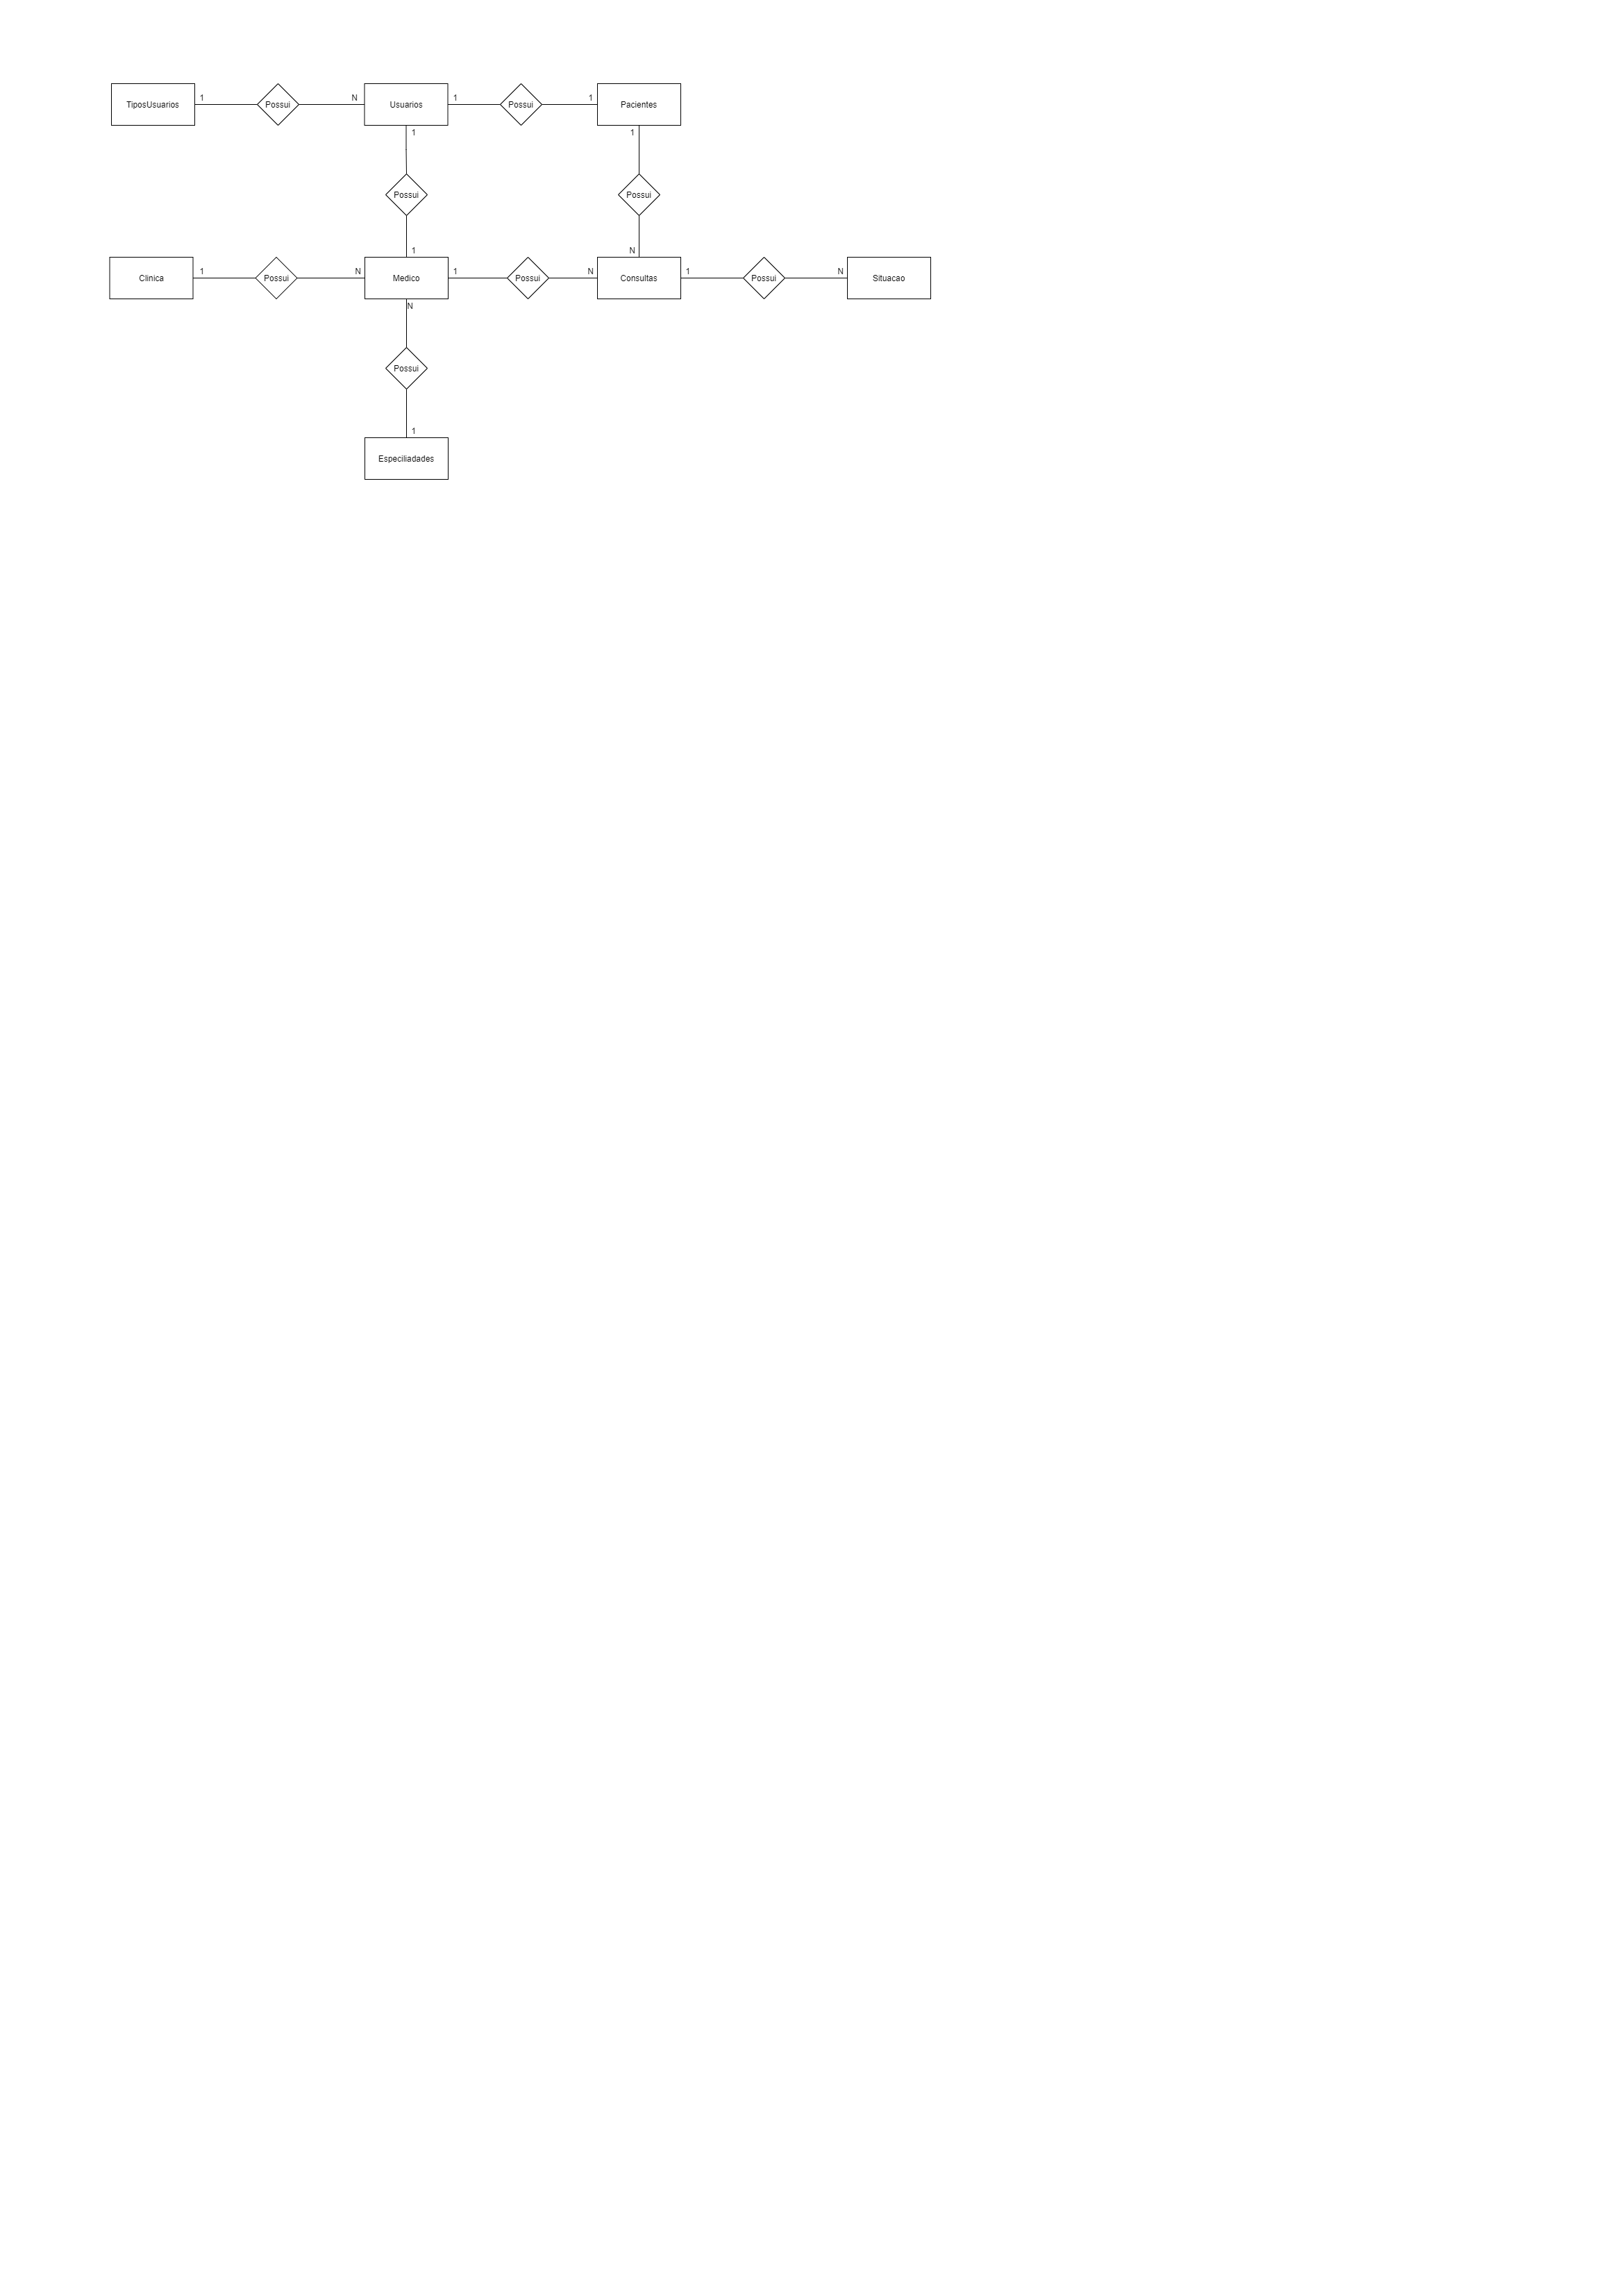 TiposUsuarios 1 Possui N Usuarios 1 Possui 1 Pacientes
1 1
Possui Possui
1 N
Clinica 1 Possui N Medico 1 Possui N Consultas 1 Possui N Situacao
N
Possui
1
Especiliadades